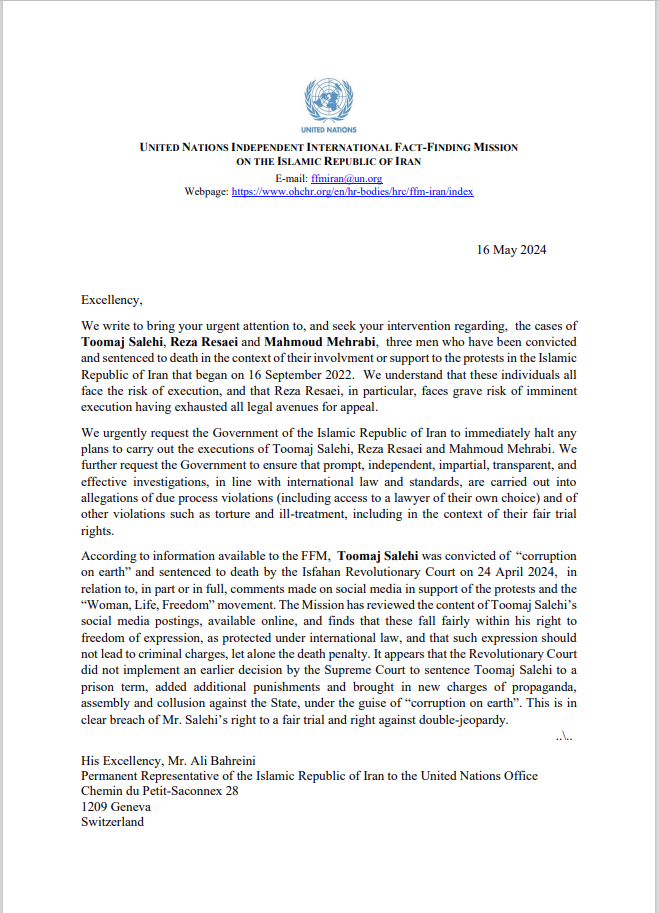 UNITED NATIONS
UNITED NATIONS INDEPENDENT INTERNATIONAL FACT-FINDING MISSION
ON THE ISLAMIC REPUBLIC OF IRAN
E-mail: ffmiran@un.org
Webpage: https://www.ohchr.org/en/hr-bodies/hrc/ffm-iran/index
16 May 2024
Excellency,
We write to bring your urgent attention to, and seek your intervention regarding, the cases of
Toomaj Salehi, Reza Resaei and Mahmoud Mehrabi, three men who have been convicted
and sentenced to death in the context of their involvment or support to the protests in the Islamic
Republic of Iran that began on 16 September 2022. We understand that these individuals all
face the risk of execution, and that Reza Resaei, in particular, faces grave risk of imminent
execution having exhausted all legal avenues for appeal.
We urgently request the Government of the Islamic Republic of Iran to immediately halt any
plans to carry out the executions of Toomaj Salehi, Reza Resaei and Mahmoud Mehrabi. We
further request the Government to ensure that prompt, independent, impartial, transparent, and
effective investigations, in line with international law and standards, are carried out into
allegations of due process violations (including access to a lawyer of their own choice) and of
other violations such as torture and ill-treatment, including in the context of their fair trial
rights.
According to information available to the FFM, Toomaj Salehi was convicted of “corruption
on earth” and sentenced to death by the Isfahan Revolutionary Court on 24 April 2024, in
relation to, in part or in full, comments made on social media in support of the protests and the
“Woman, Life, Freedom” movement. The Mission has reviewed the content of Toomaj Salehi’s
social media postings, available online, and finds that these fall fairly within his right to
freedom of expression, as protected under international law, and that such expression should
not lead to criminal charges, let alone the death penalty. It appears that the Revolutionary Court
did not implement an earlier decision by the Supreme Court to sentence Toomaj Salehi to a
prison term, added additional punishments and brought in new charges of propaganda,
assembly and collusion against the State, under the guise of “corruption on earth”. This is in
clear breach of Mr. Salehi’s right to a fair trial and right against double-jeopardy.
..\..
His Excellency, Mr. Ali Bahreini
Permanent Representative of the Islamic Republic of Iran to the United Nations Office
Chemin du Petit-Saconnex 28
1209 Geneva
Switzerland